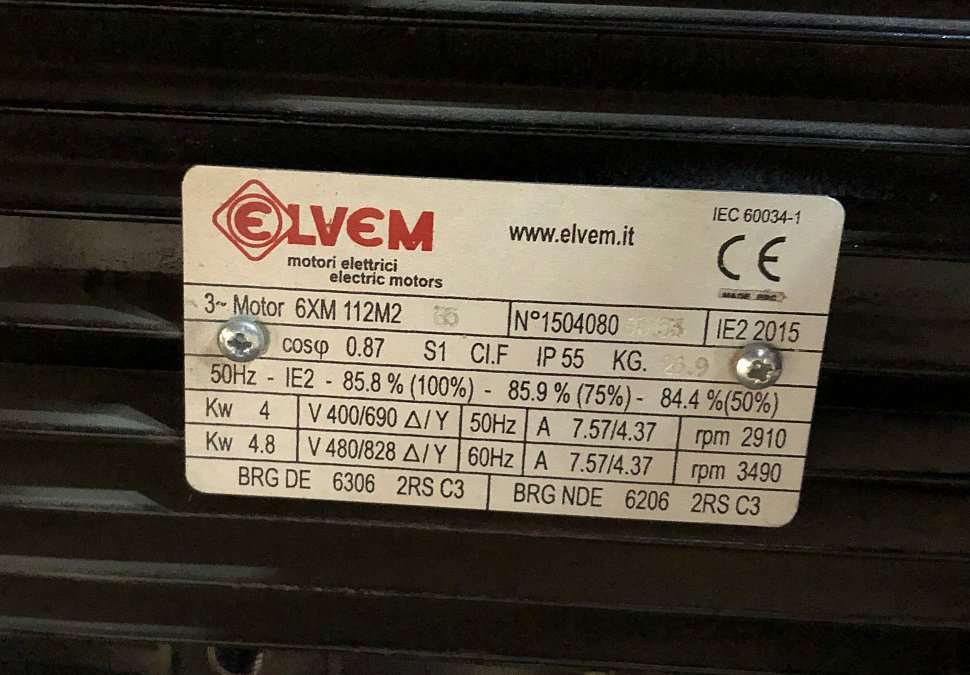 ELVEM
motori elettrici
electric motors
www.elvem.it
IEC 60034-1
CE
3~ Motor 6XM 112M2 N°1504080 IE2 2015
cosφ 0.87 S1 Cl.F IP 55 KG.
50Hz - IE2 - 85.8 % (100%) - 85.9 % (75%) - 84.4 %(50%)
Kw 4 V 400/690 Δ/Y 50Hz A 7.57/4.37 rpm 2910
Kw 4.8 V 480/828 Δ/Y 60Hz A 7.57/4.37 rpm 3490
BRG DE 6306 2RS C3 BRG NDE 6206 2RS C3